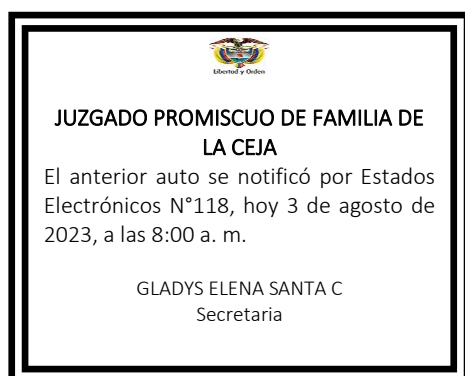 Libertad y Orden
JUZGADO PROMISCUO DE FAMILIA DE
LA CEJA
El anterior auto se notificó por Estados
Electrónicos N°118, hoy 3 de agosto de
2023, a las 8:00 a. m.
GLADYS ELENA SANTA C
Secretaria